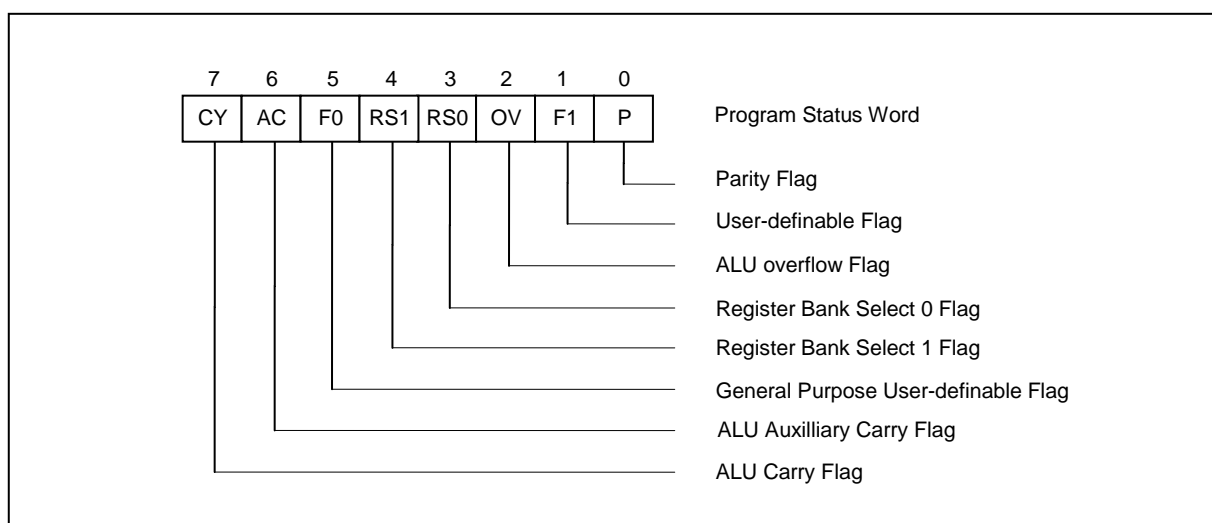 7 6 5 4 3 2 1 0
CY AC F0 RS1 RS0 OV F1 P Program Status Word
Parity Flag
User-definable Flag
ALU overflow Flag
Register Bank Select 0 Flag
Register Bank Select 1 Flag
General Purpose User-definable Flag
ALU Auxilliary Carry Flag
ALU Carry Flag